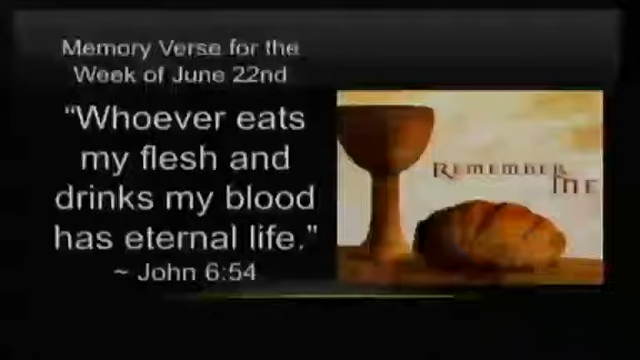 Memory Verse for the
Week of June 22nd
“Whoever eats
my flesh and
drinks my blood
has eternal life.”
~ John 6:54
REMEMBER
ME